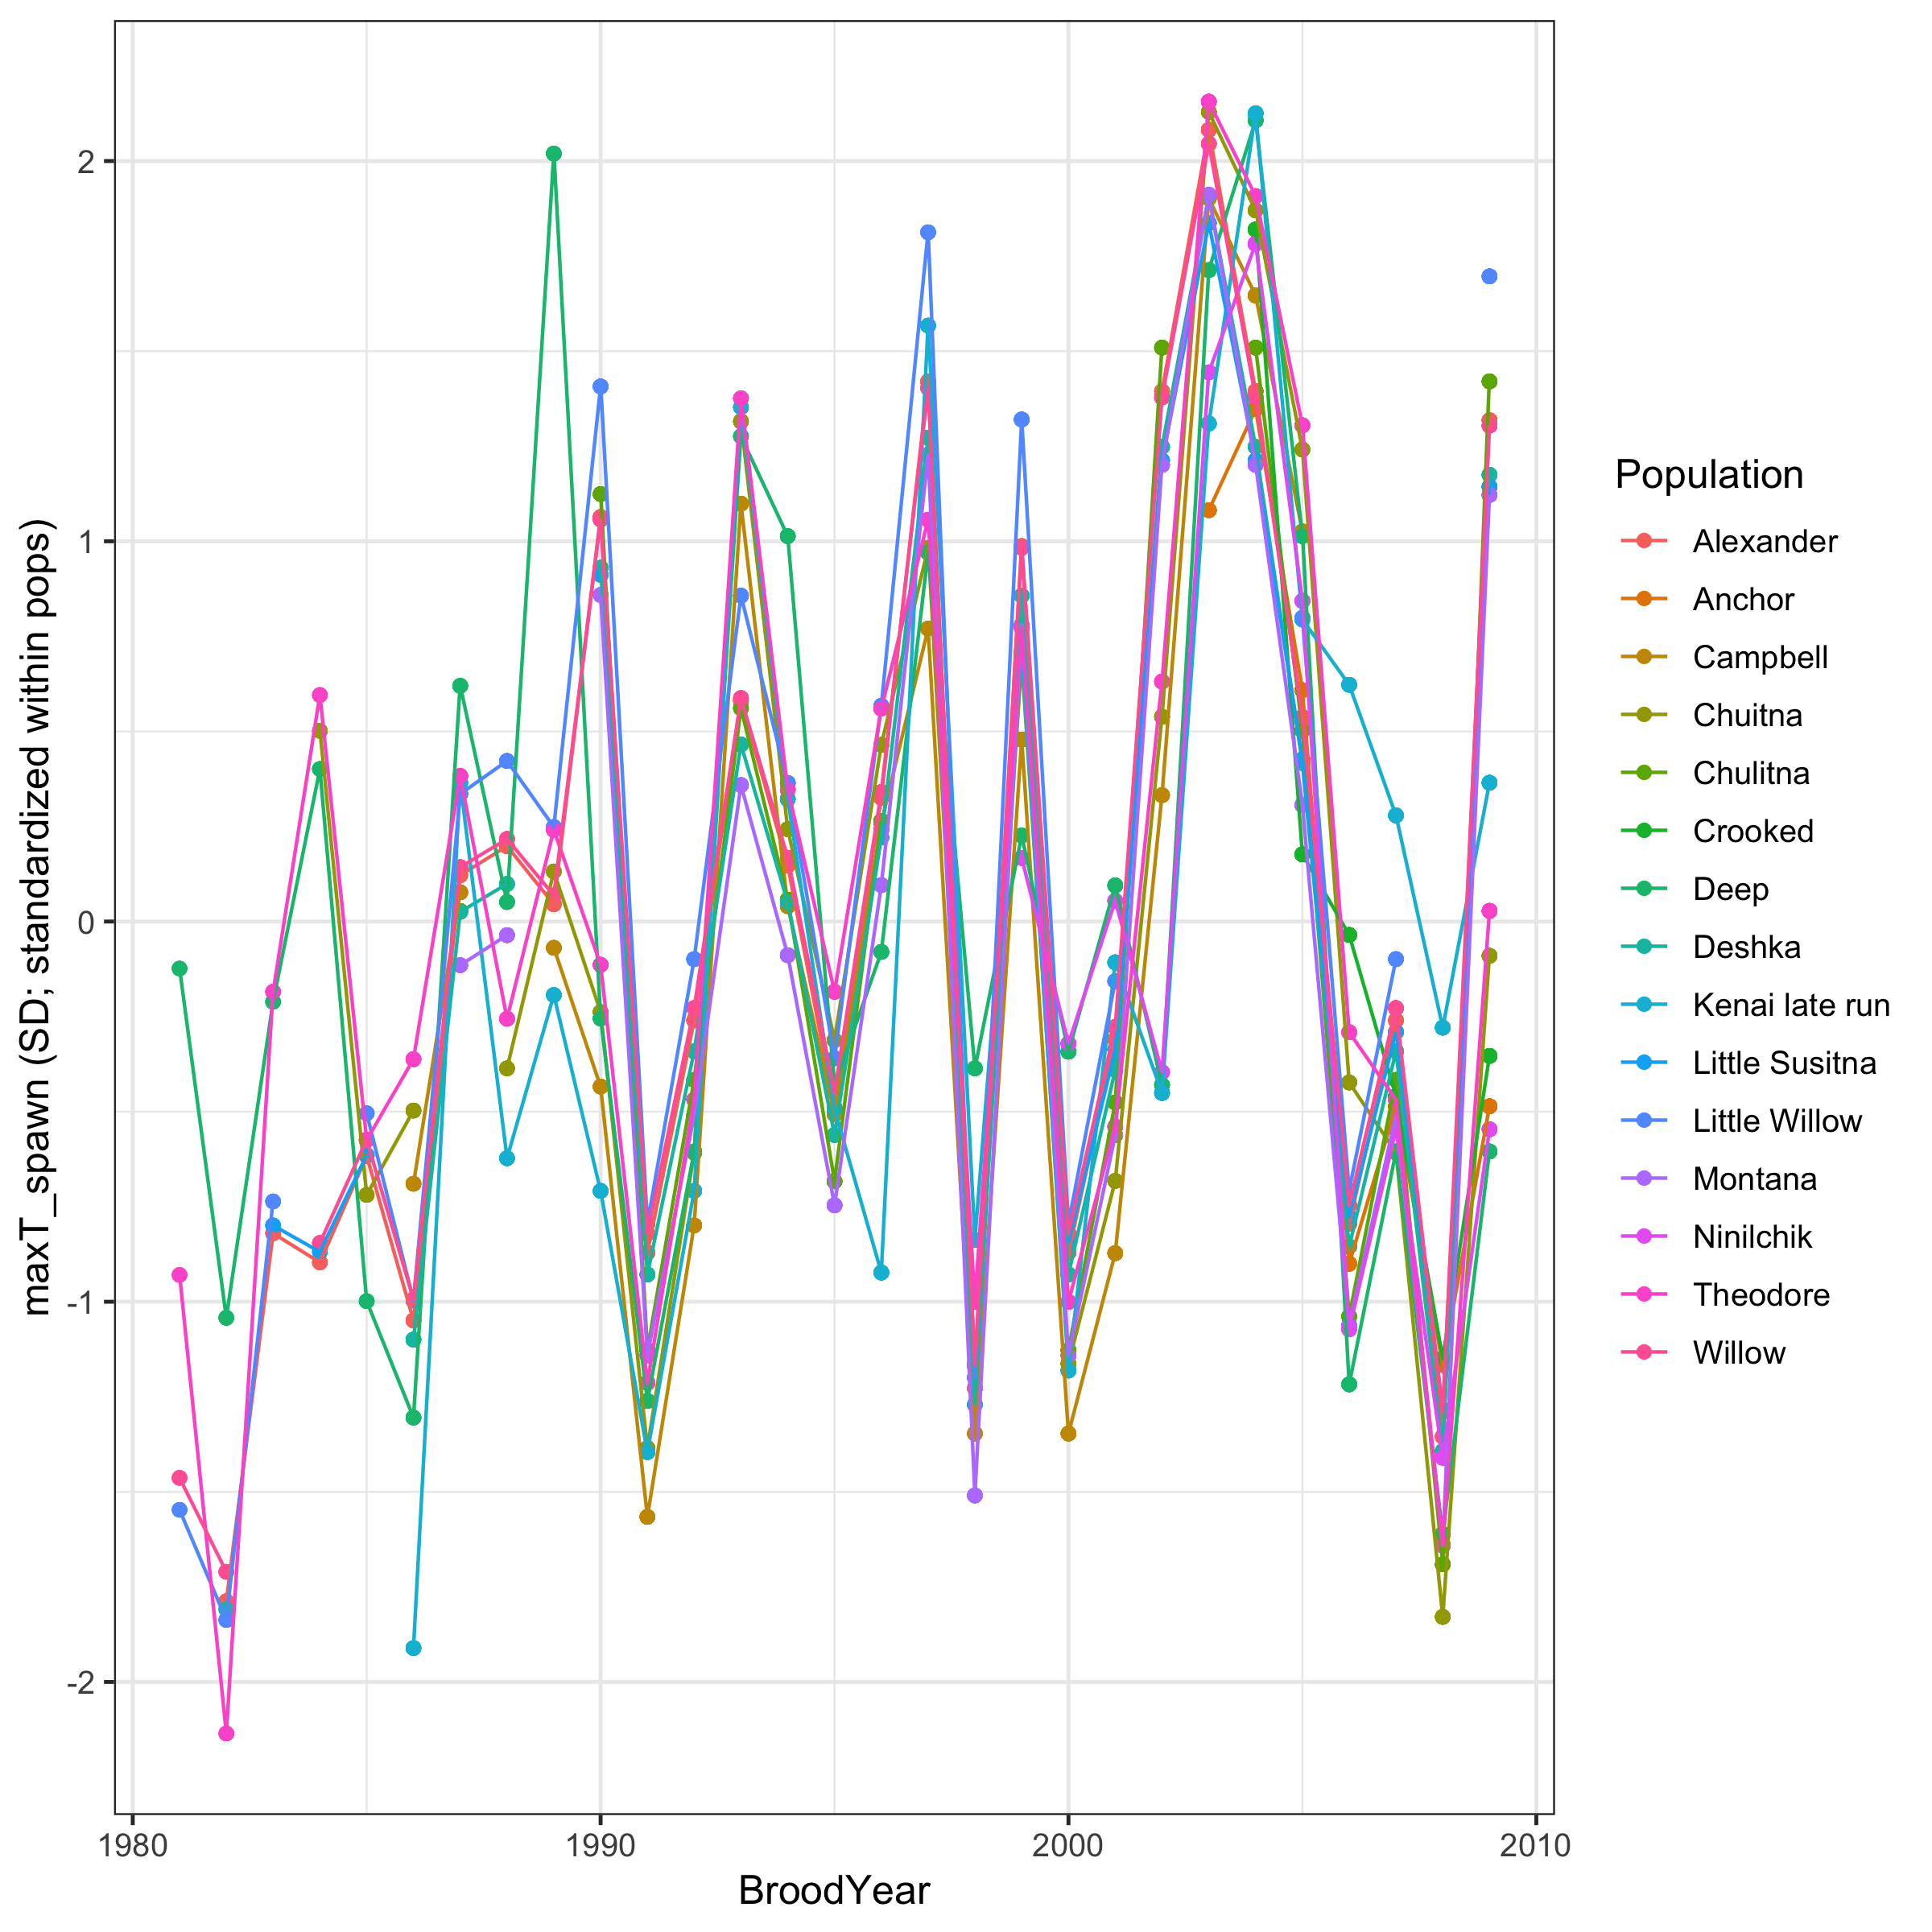 maxT_spawn (SD; standardized within pops)
2
1
0
-1
-2
1980
1990
2000
2010
BroodYear
Population
Alexander
Anchor
Campbell
Chuitna
Chulitna
Crooked
Deep
Deshka
Kenai late run
Little Susitna
Little Willow
Montana
Ninilchik
Theodore
Willow